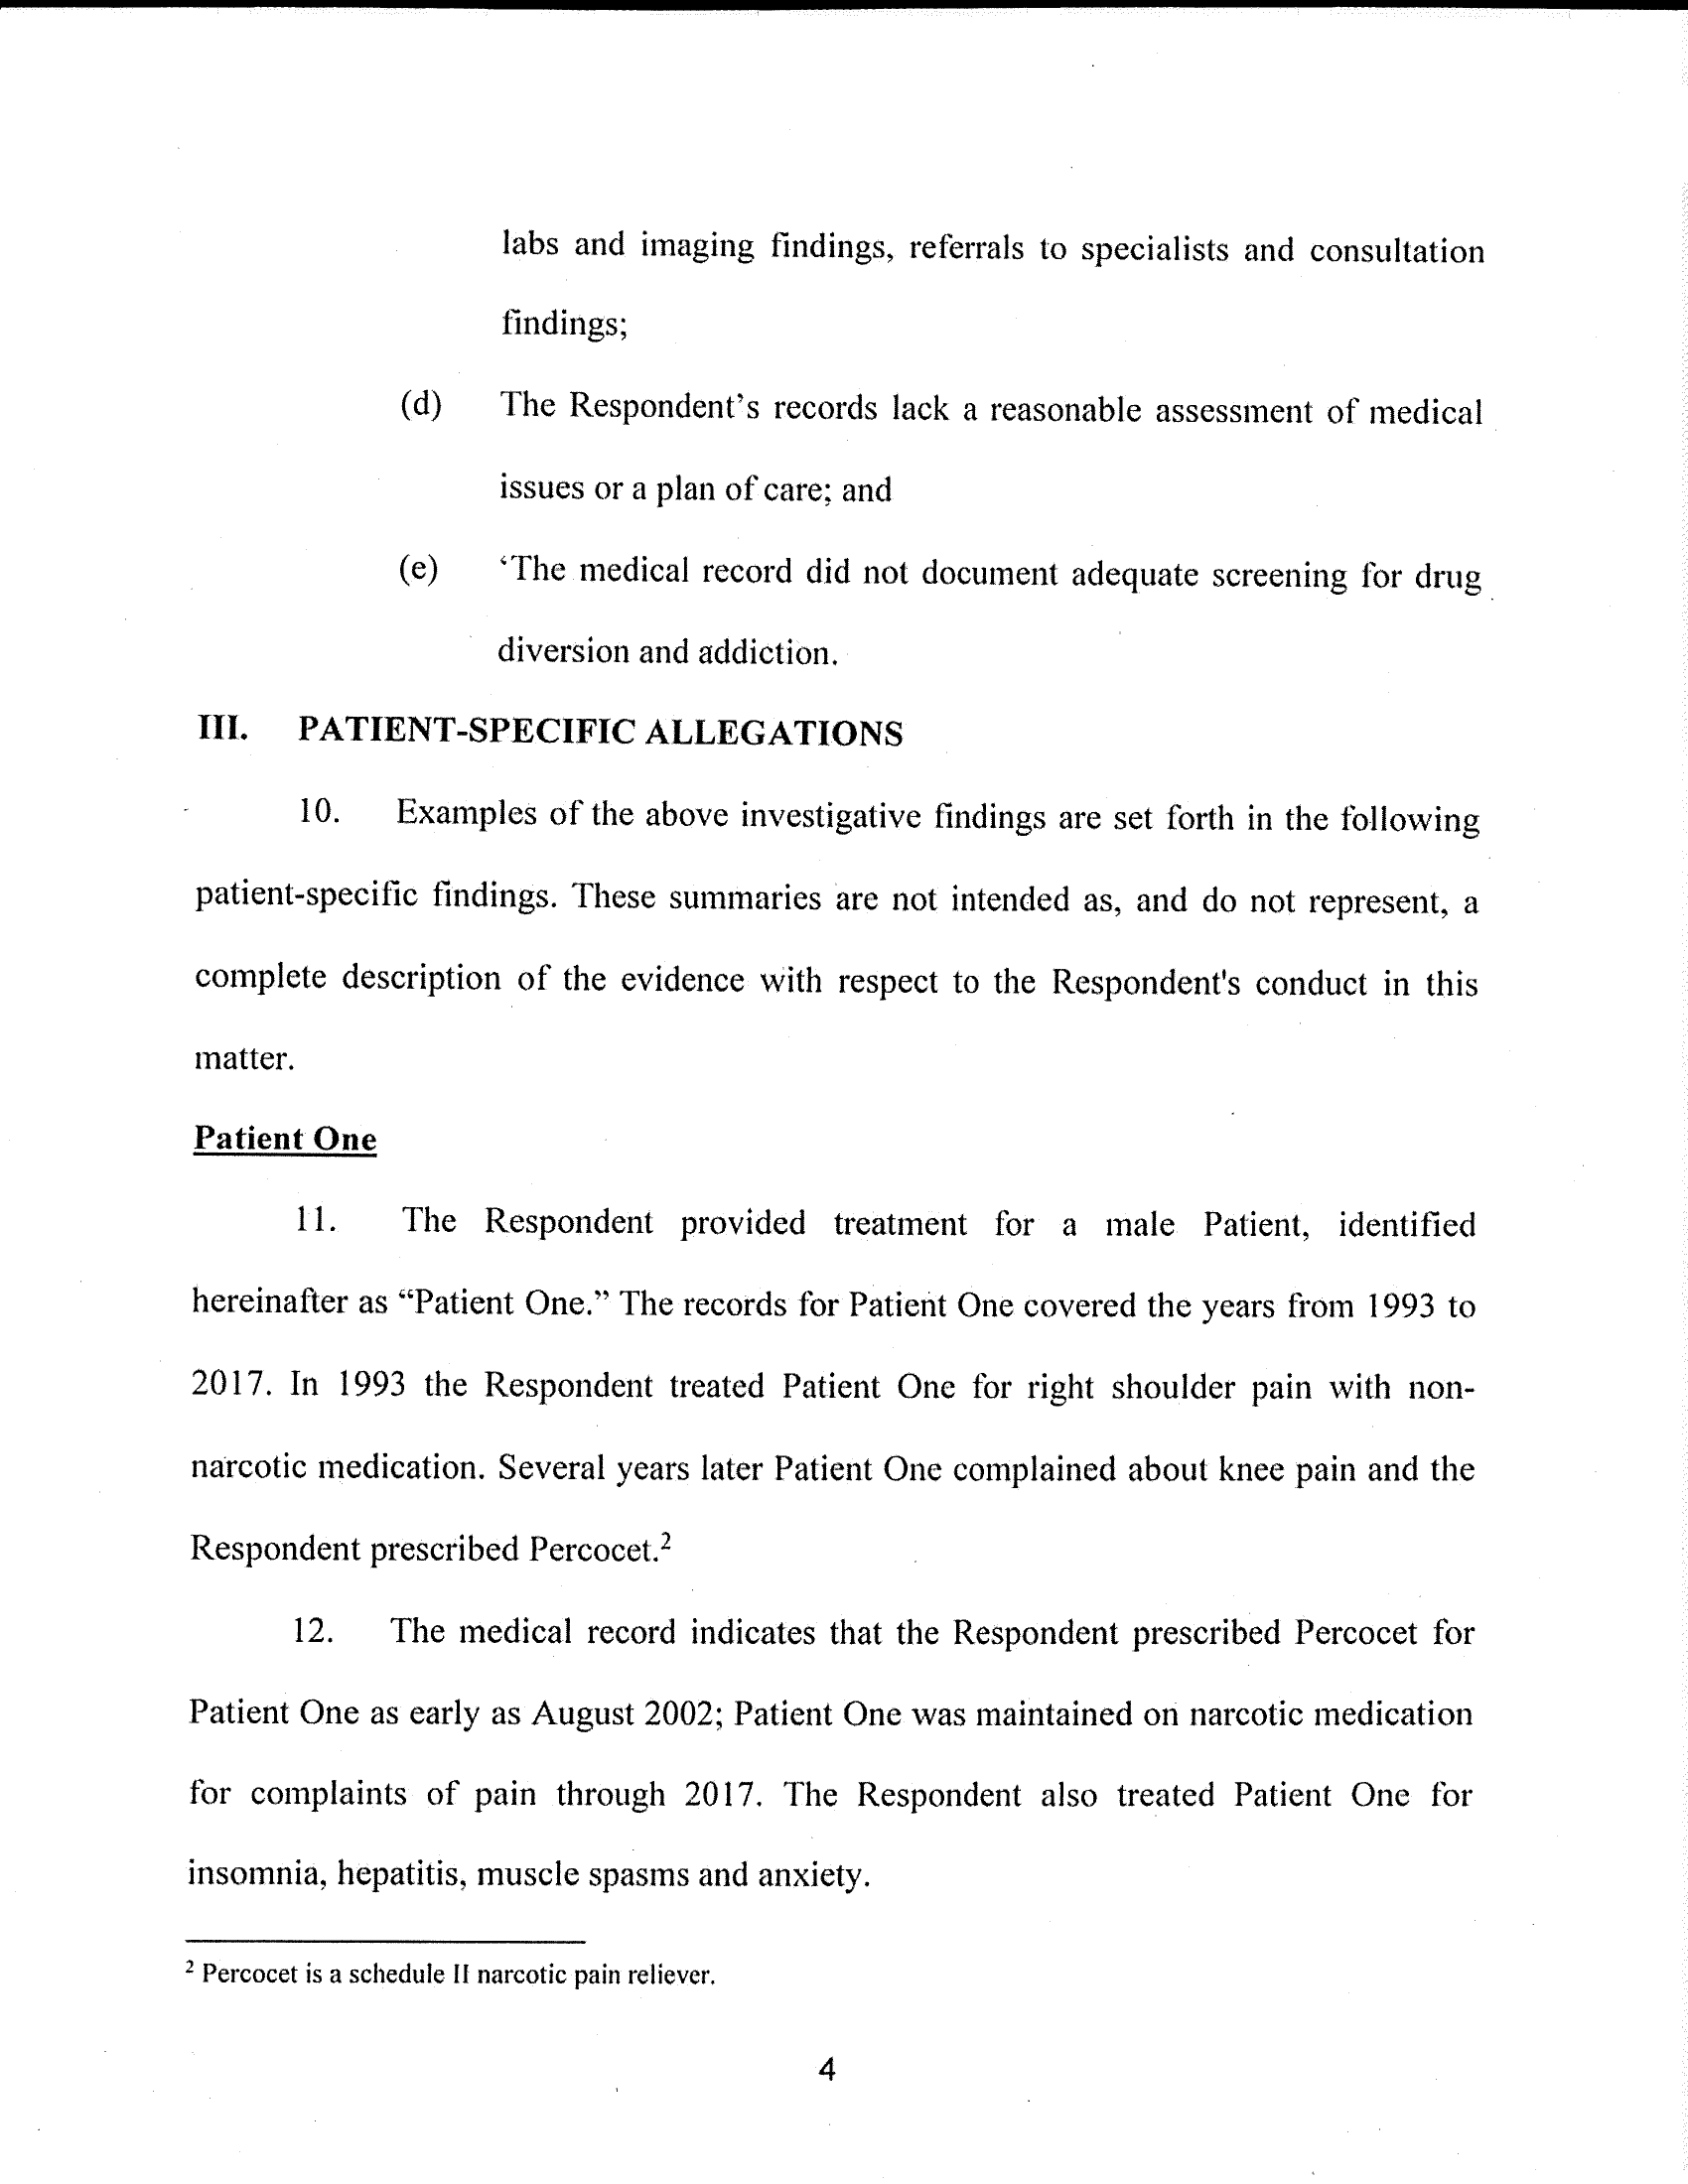 labs and imaging findings, referrals to specialists and consultation
findings;
(d) The Respondent's records lack a reasonable assessment of medical
issues or a plan of care; and
(e) ‘The medical record did not document adequate screening for drug
diversion and addiction.
III. PATIENT-SPECIFIC ALLEGATIONS
10. Examples of the above investigative findings are set forth in the following
patient-specific findings. These summaries are not intended as, and do not represent, a
complete description of the evidence with respect to the Respondent's conduct in this
matter.
Patient One
11. The Respondent provided treatment for a male Patient, identified
hereinafter as “Patient One.” The records for Patient One covered the years from 1993 to
2017. In 1993 the Respondent treated Patient One for right shoulder pain with non-
narcotic medication. Several years later Patient One complained about knee pain and the
Respondent prescribed Percocet.²
12. The medical record indicates that the Respondent prescribed Percocet for
Patient One as early as August 2002; Patient One was maintained on narcotic medication
for complaints of pain through 2017. The Respondent also treated Patient One for
insomnia, hepatitis, muscle spasms and anxiety.
² Percocet is a schedule II narcotic pain reliever.
4